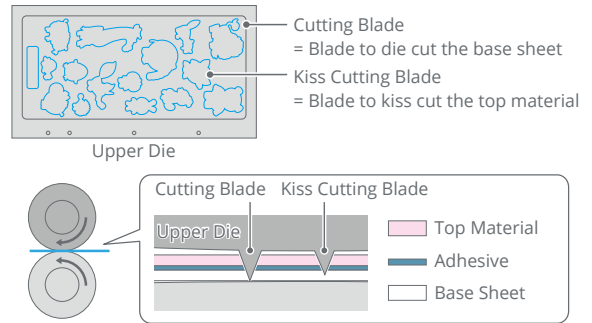 Cutting Blade
= Blade to die cut the base sheet
Kiss Cutting Blade
= Blade to kiss cut the top material
Upper Die
Cutting Blade Kiss Cutting Blade
Upper Die
Top Material
Adhesive
Base Sheet